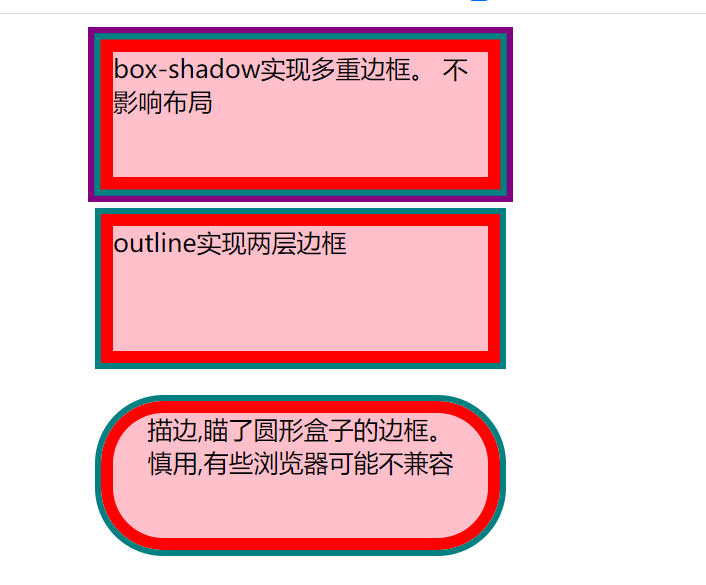 box-shadow实现多重边框。 不
影响布局
outline实现两层边框
描边,瞄了圆形盒子的边框。
慎用,有些浏览器可能不兼容